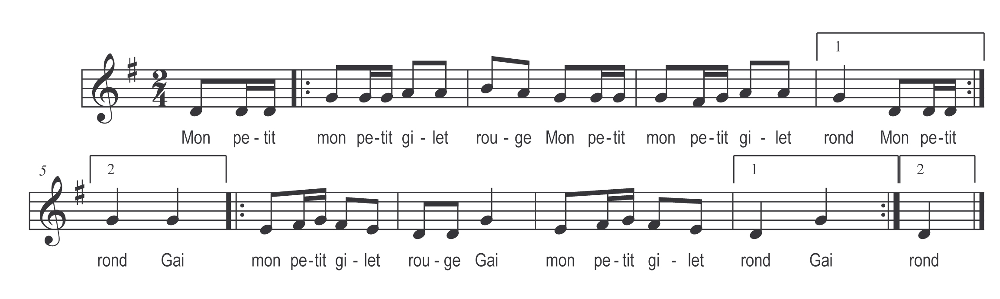 1
2
4
Mon pe - tit mon pe-tit gi - let rou - ge Mon pe-tit mon pe-tit gi - let rond Mon pe-tit
5 2 1 2
rond Gai mon pe-tit gi - let rou - ge Gai mon pe - tit gi - let rond Gai rond